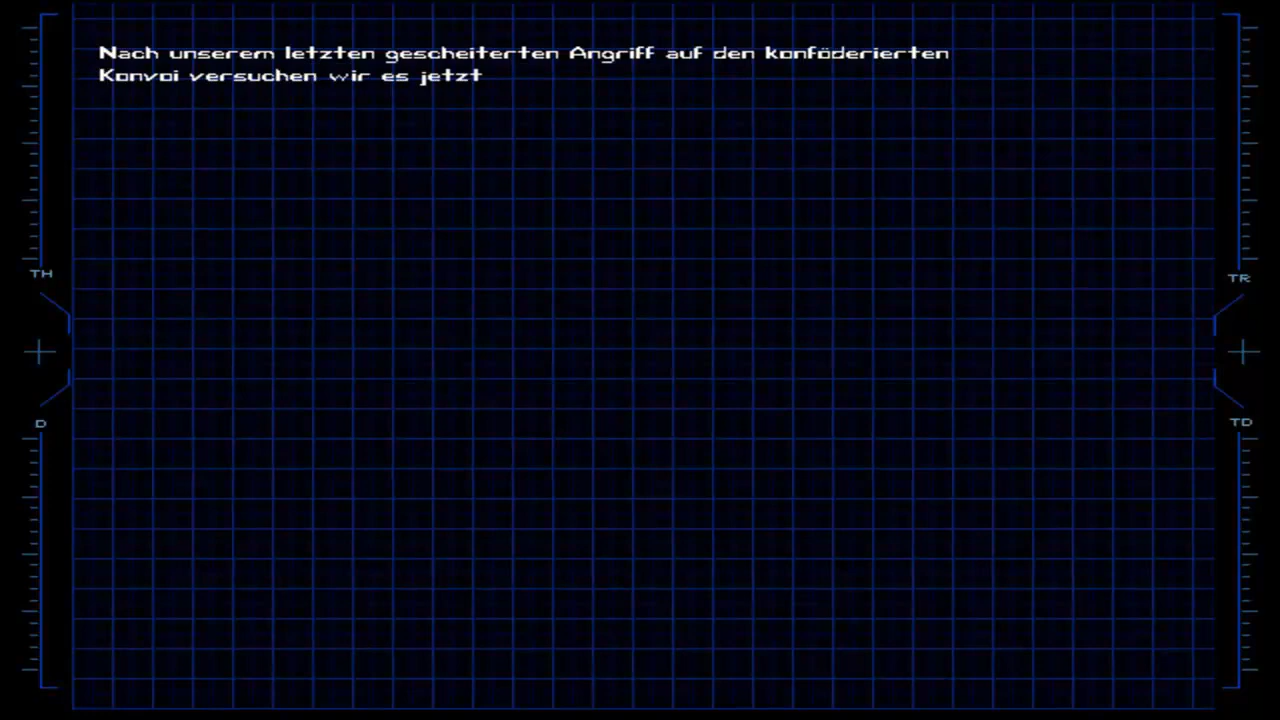 Nach unserem letzten gescheiterten Angriff auf den konföderierten
Konvoi versuchen wir es jetzt
TH
TR
D
TD